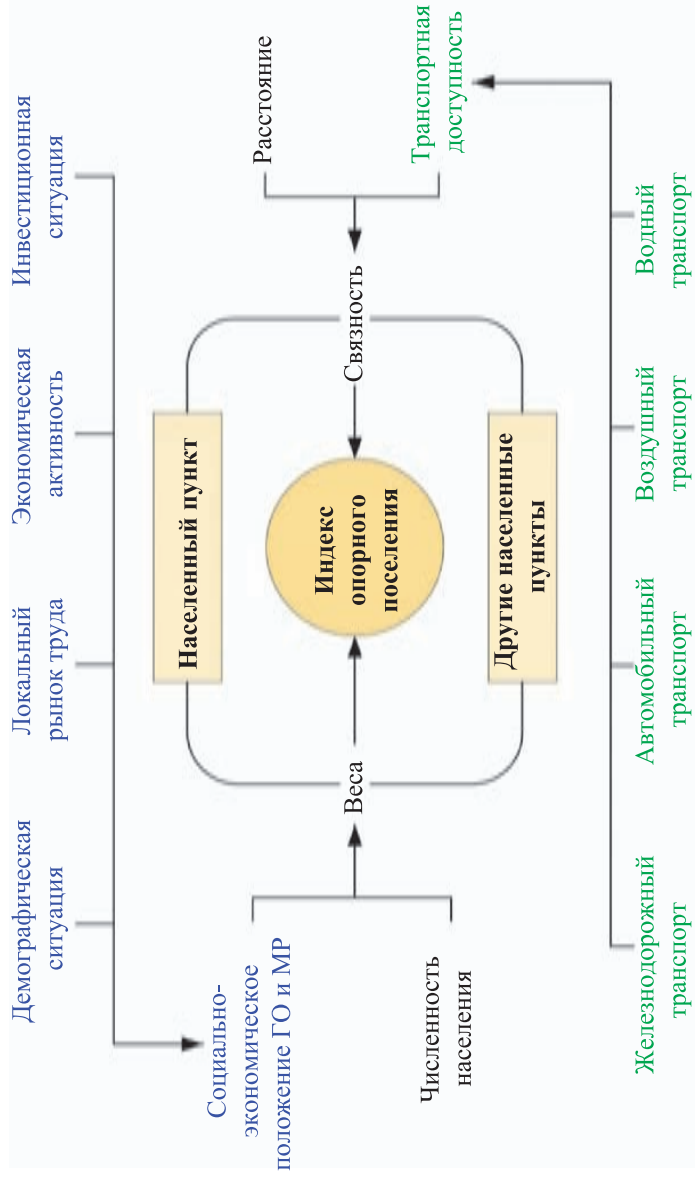 Демографическая
ситуация
Локальный
рынок труда
Экономическая
активность
Инвестиционная
ситуация
Социально-
экономическое
положение ГО и МР
Численность
населения
Веса
Населенный пункт
Индекс
опорного
поселения
Другие населенные
пункты
Связность
Расстояние
Транспортная
доступность
Железнодорожный
транспорт
Автомобильный
транспорт
Воздушный
транспорт
Водный
транспорт